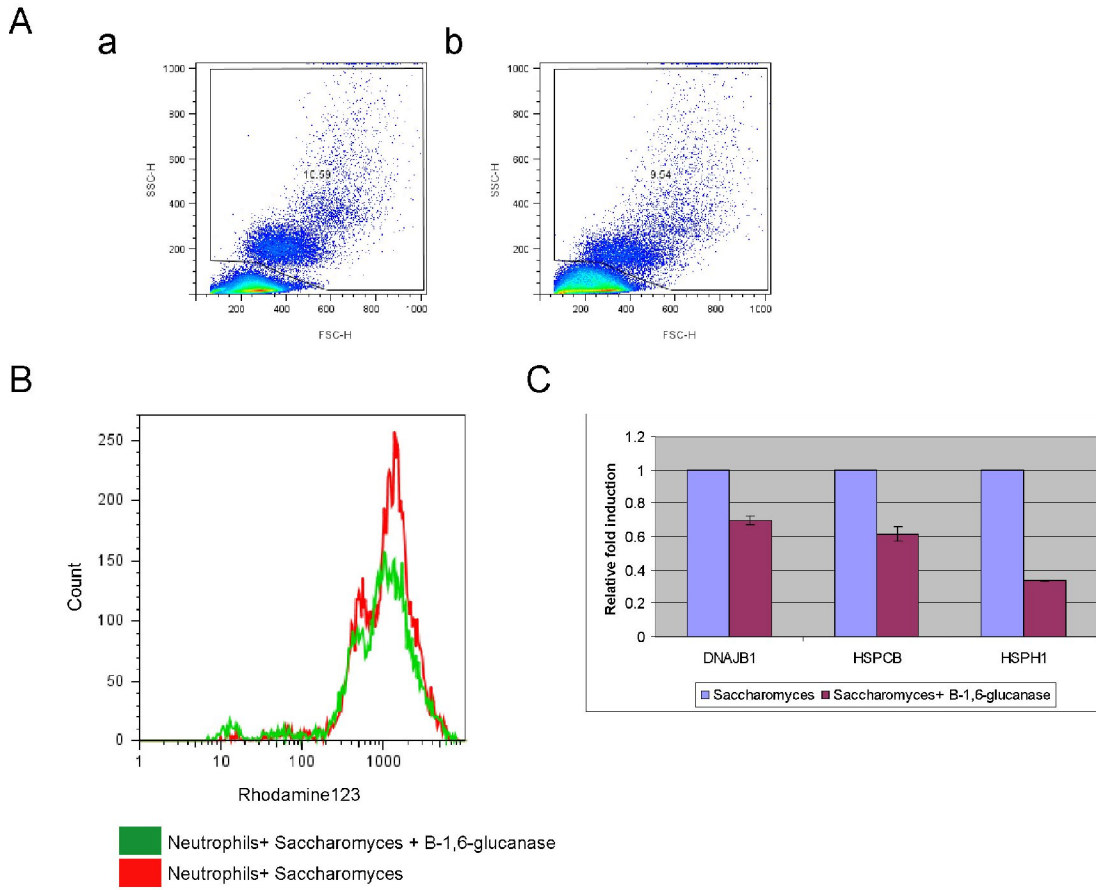 A
a
b
1000
800
600
400
200
SSC-H
10.59
200 400 600 800 1000
FSC-H
1000
800
600
400
200
SSC-H
9.54
200 400 600 800 1000
FSC-H
B
250
200
150
100
50
0
Count
1 10 100 1000
Rhodamine123
Neutrophils+ Saccharomyces + B-1,6-glucanase
Neutrophils+ Saccharomyces
C
1.2
1
0.8
0.6
0.4
0.2
0
Relative fold induction
DNAJB1 HSPCB HSPH1
Saccharomyces Saccharomyces+ B-1,6-glucanase